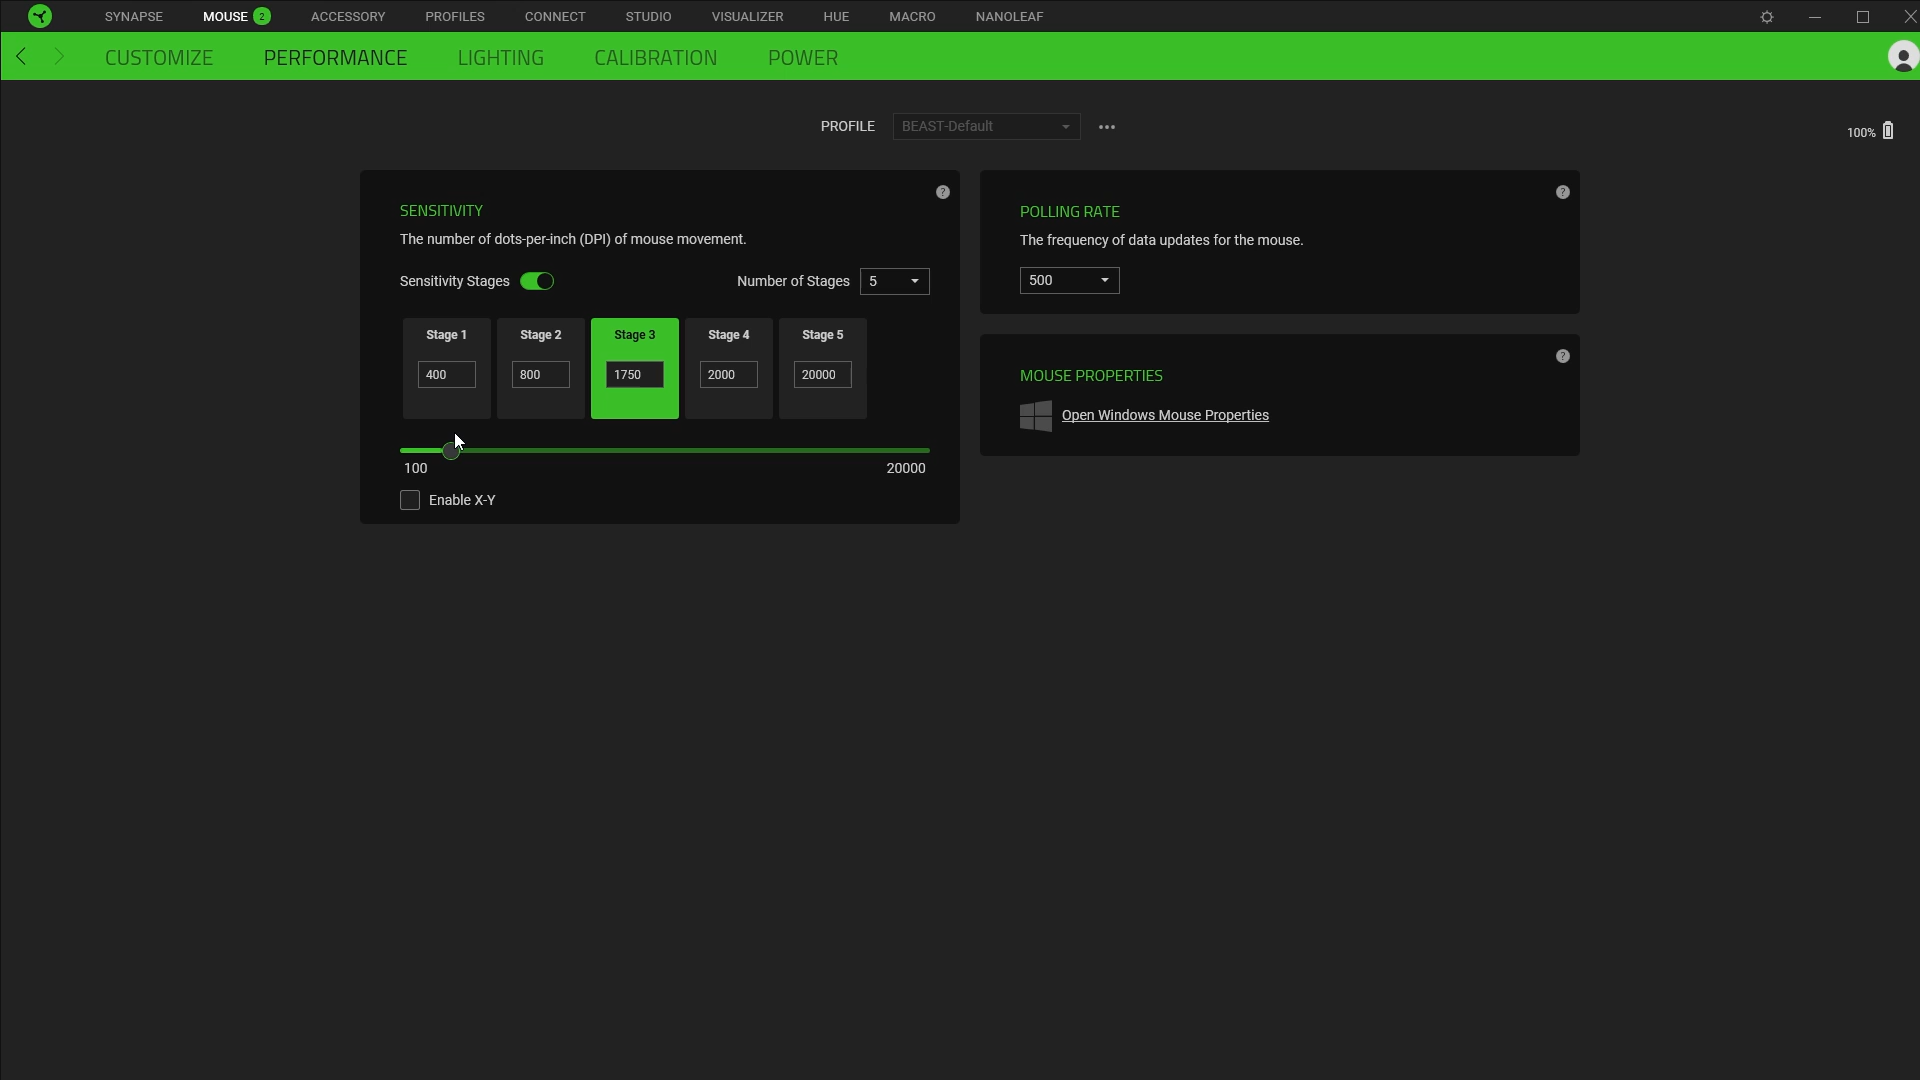 SYNAPSE MOUSE 2 ACCESSORY PROFILES CONNECT STUDIO VISUALIZER HUE MACRO NANOLEAF
CUSTOMIZE PERFORMANCE LIGHTING CALIBRATION POWER
PROFILE BEAST-Default
100%
SENSITIVITY
The number of dots-per-inch (DPI) of mouse movement.
Sensitivity Stages
Number of Stages 5
Stage 1 Stage 2 Stage 3 Stage 4 Stage 5
400 800 1750 2000 20000
100 20000
Enable X-Y
?
POLLING RATE
The frequency of data updates for the mouse.
500
?
MOUSE PROPERTIES
Open Windows Mouse Properties
?